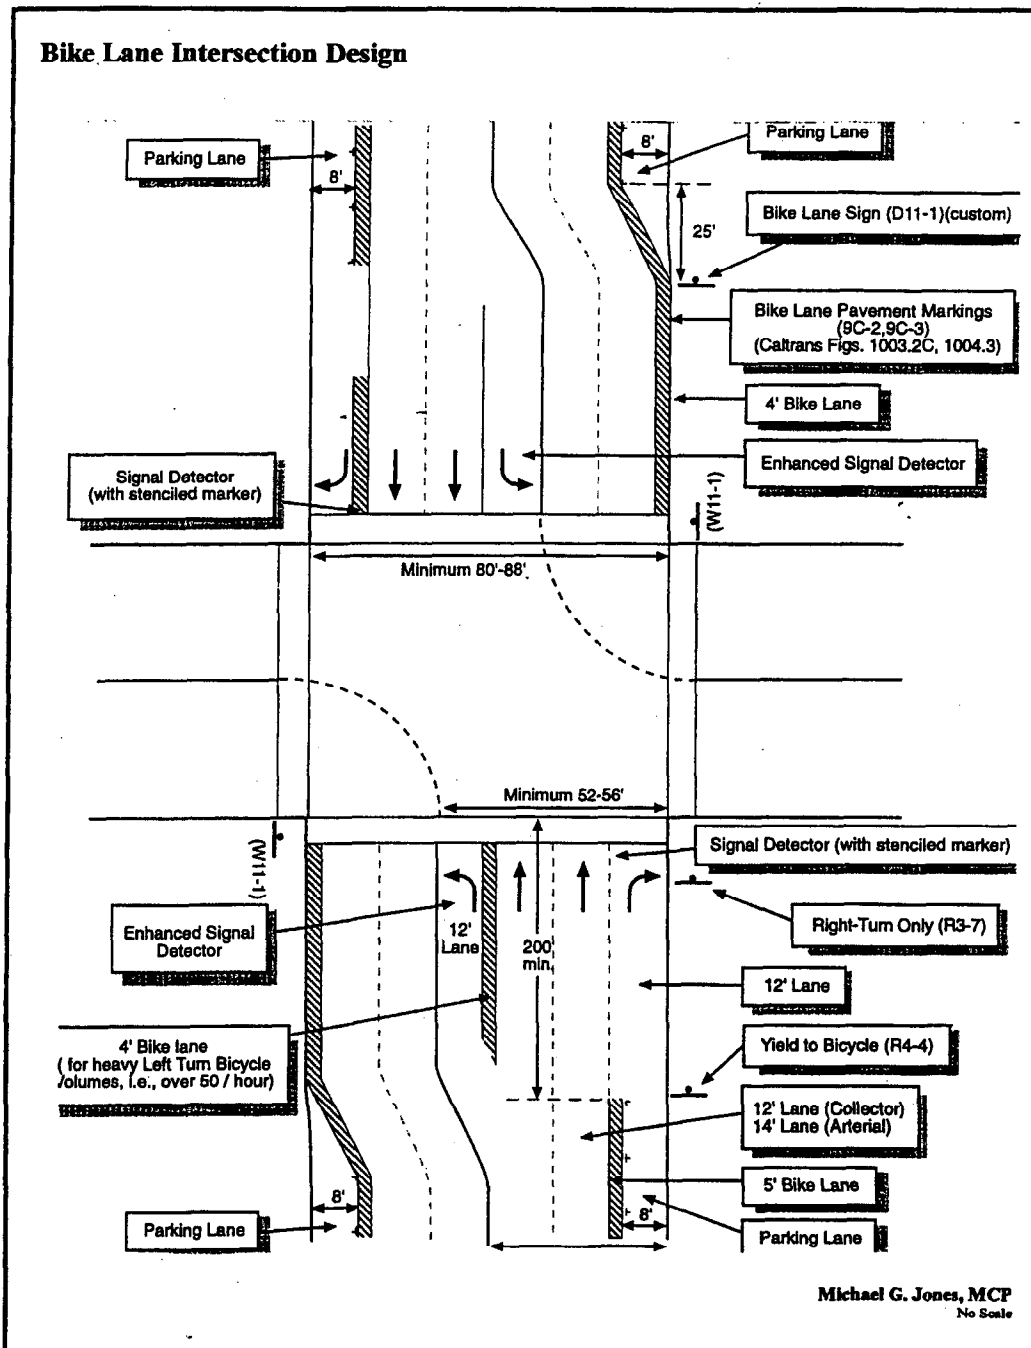 Bike Lane Intersection Design
Parking Lane
8'
8'
Parking Lane
Bike Lane Sign (D11-1)(custom)
25'
Bike Lane Pavement Markings
(9C-2,9C-3)
(Caltrans Figs. 1003.2C, 1004.3)
4' Bike Lane
Enhanced Signal Detector
Signal Detector
(with stenciled marker)
(W11-1)
Minimum 80'-88'
Minimum 52-56'
(W11-1)
Signal Detector (with stenciled marker)
Right-Turn Only (R3-7)
Enhanced Signal
Detector
12'
Lane
200'
min.
12' Lane
4' Bike lane
( for heavy Left Turn Bicycle
olumes, i.e., over 50 / hour)
Yield to Bicycle (R4-4)
12' Lane (Collector)
14' Lane (Arterial)
5' Bike Lane
8'
8'
Parking Lane
Parking Lane
Michael G. Jones, MCP
No Scale